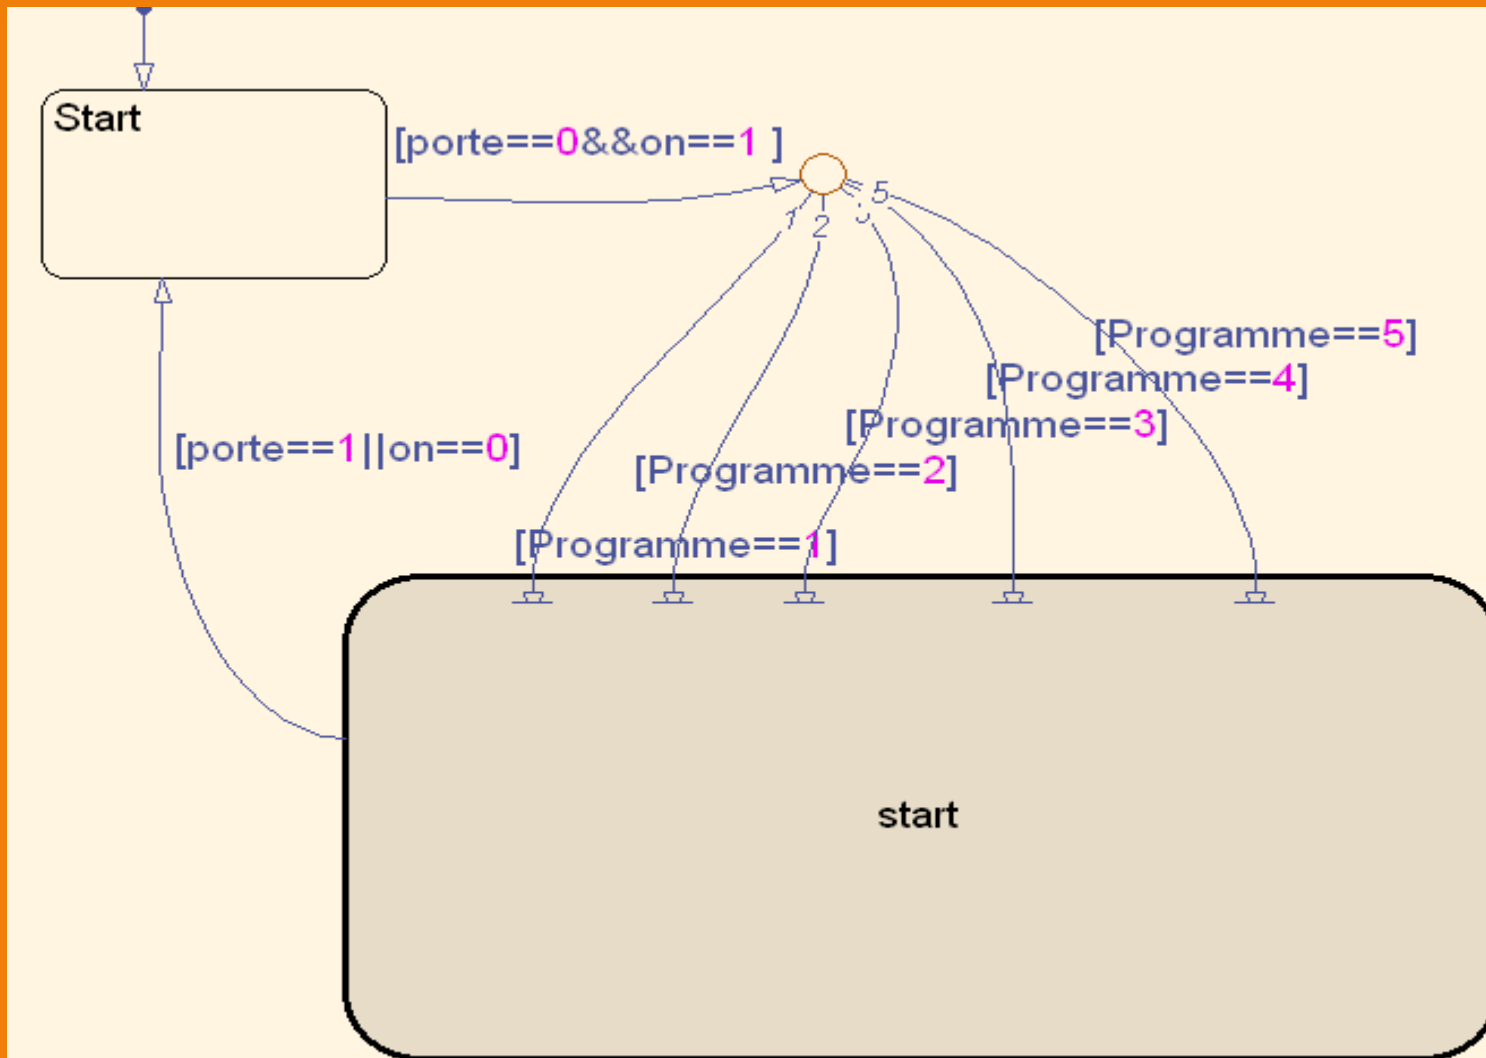 Start
[porte==0&&on==1 ]
1
2
5
[Programme==5]
[Programme==4]
[Programme==3]
[porte==1||on==0]
[Programme==2]
[Programme==1]
start